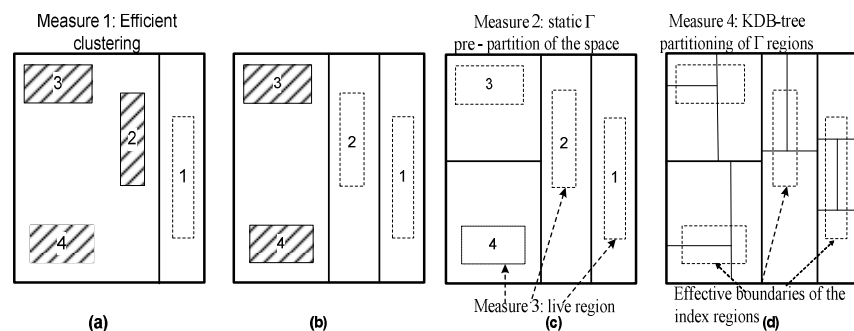 Measure 1: Efficient
clustering
3
2
1
4
(a)
3
2
1
4
(b)
Measure 2: static Γ
pre - partition of the space
3
2
1
4
Measure 3: live region
(c)
Measure 4: KDB-tree
partitioning of Γ regions
Effective boundaries of the
index regions
(d)